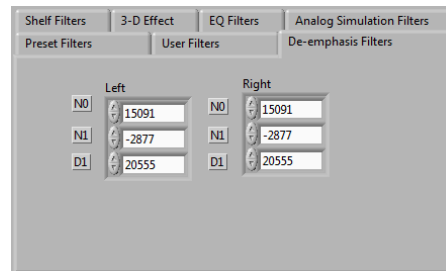 Shelf Filters 3-D Effect EQ Filters Analog Simulation Filters
Preset Filters User Filters De-emphasis Filters
Left Right
N0 15091 N0 15091
N1 -2877 N1 -2877
D1 20555 D1 20555